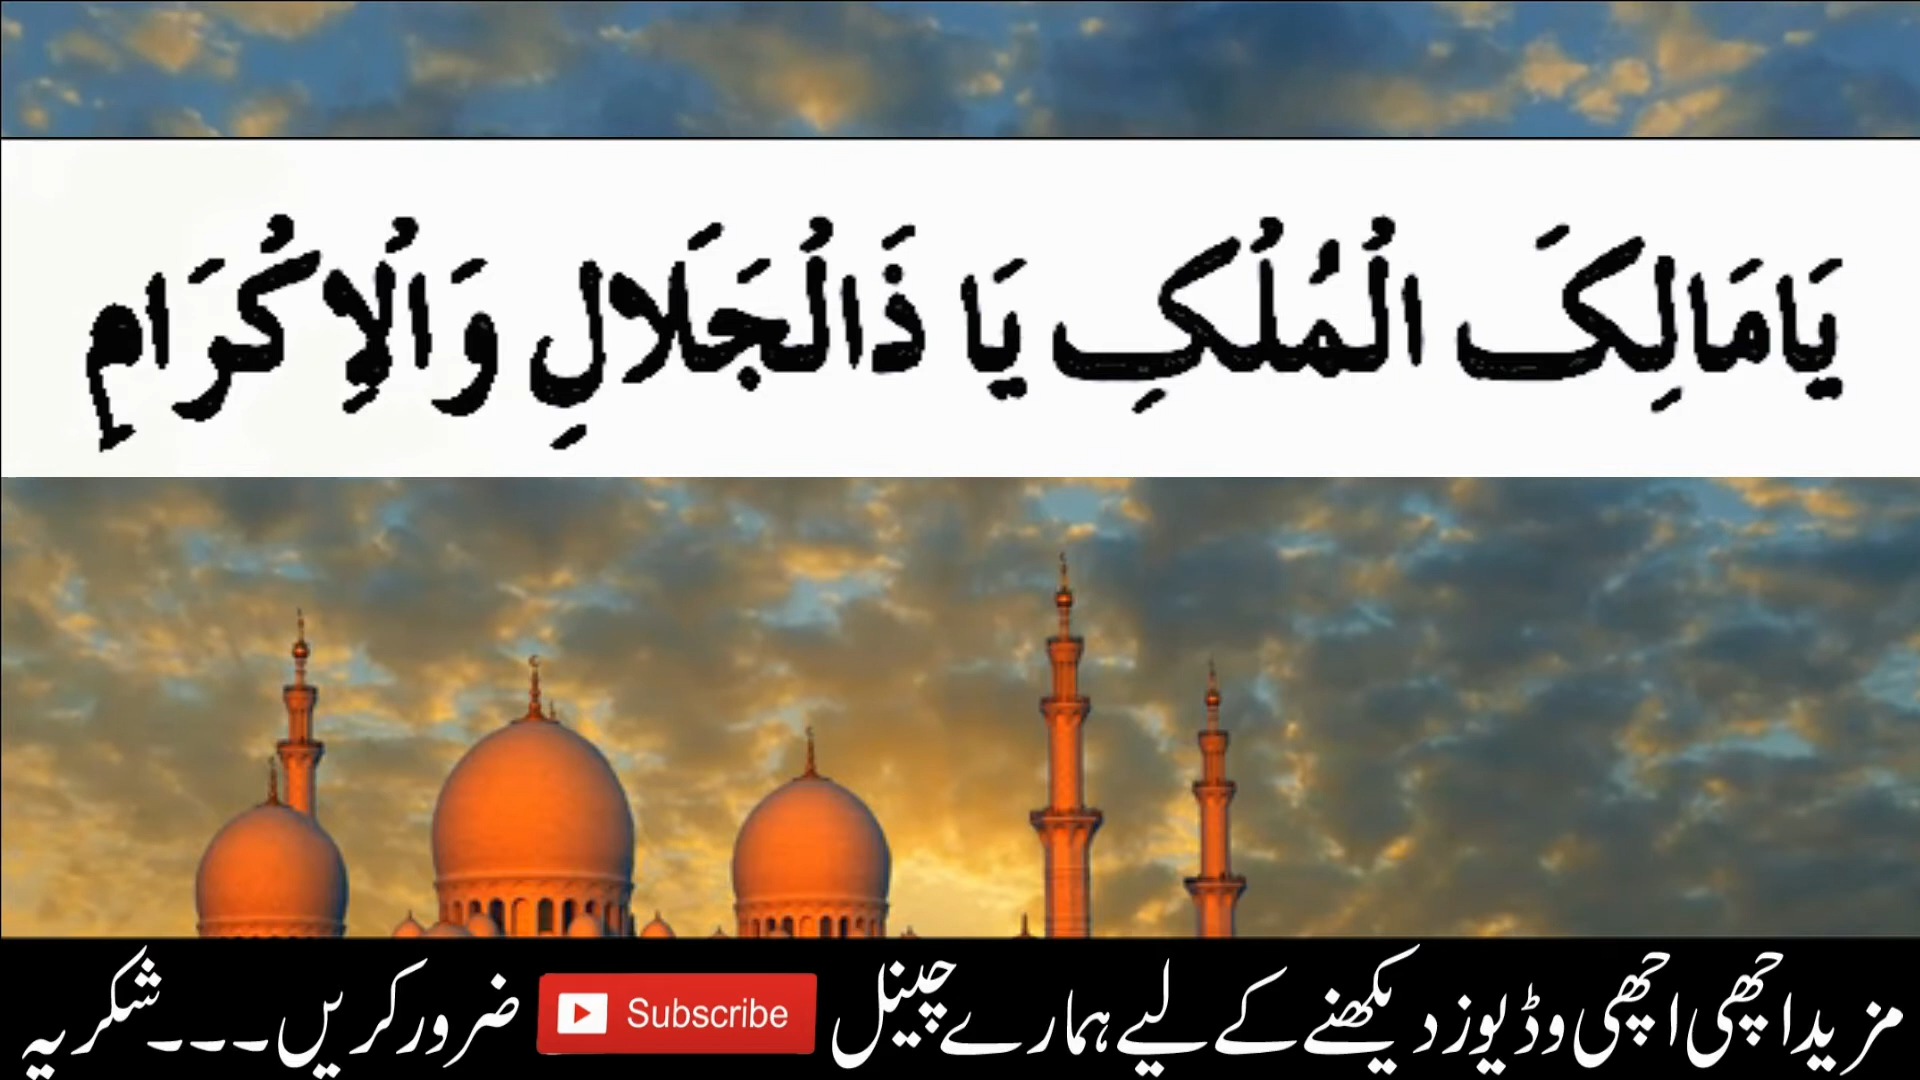 يَامَالِکَ الْمُلْکِ يَا ذَالْجَلَالِ وَالْاِکْرَامِ
مزید اچھی اچھی وڈیوز دیکھنے کے لیے ہمارے چینل Subscribe ضرور کریں۔۔۔شکریہ